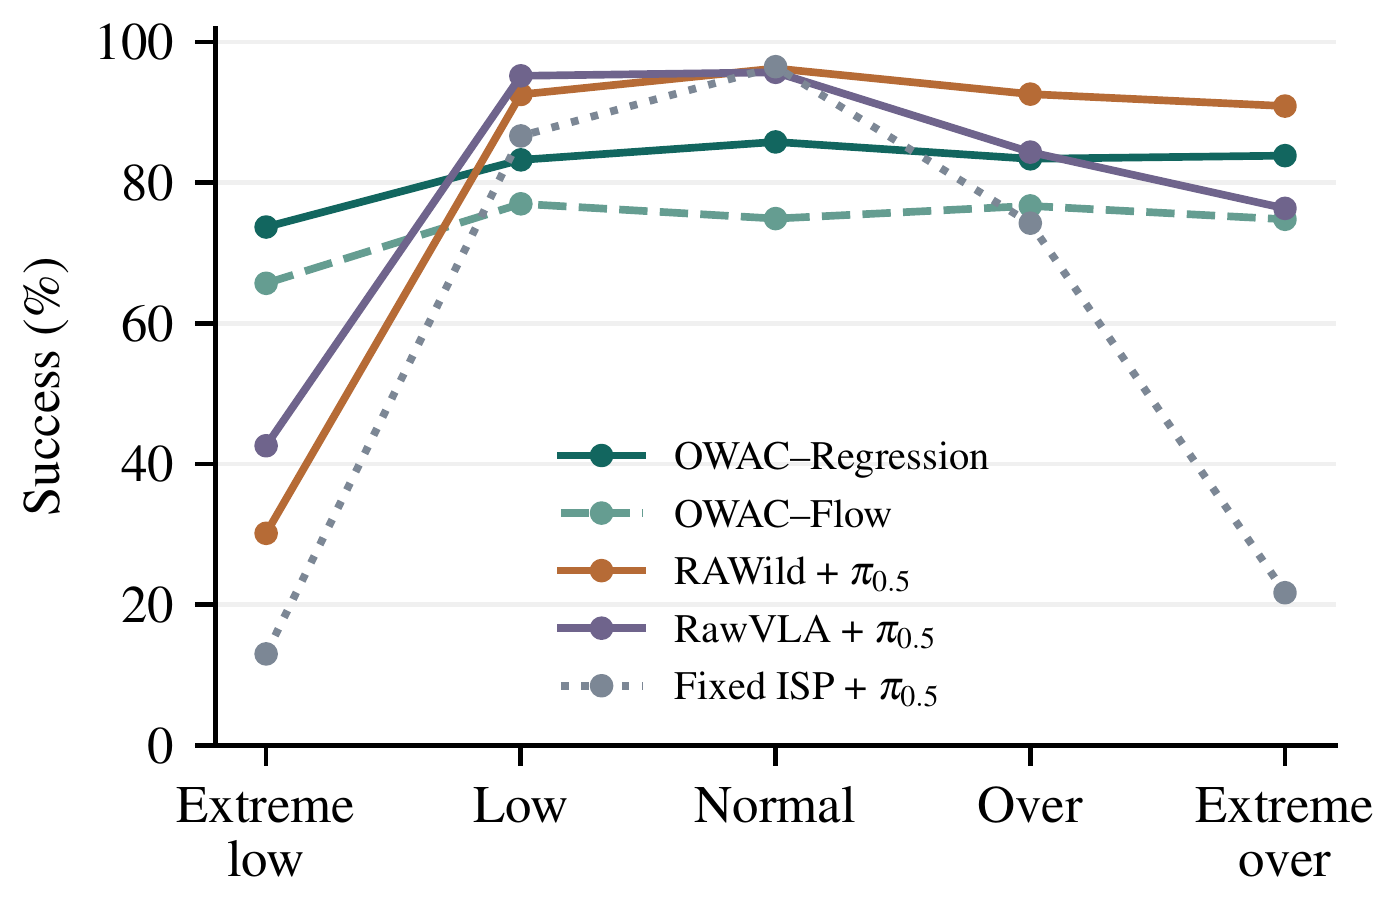 100
80
60
40
20
0
Success (%)
OWAC–Regression
OWAC–Flow
RAWild + π0.5
RawVLA + π0.5
Fixed ISP + π0.5
Extreme low
Low
Normal
Over
Extreme over